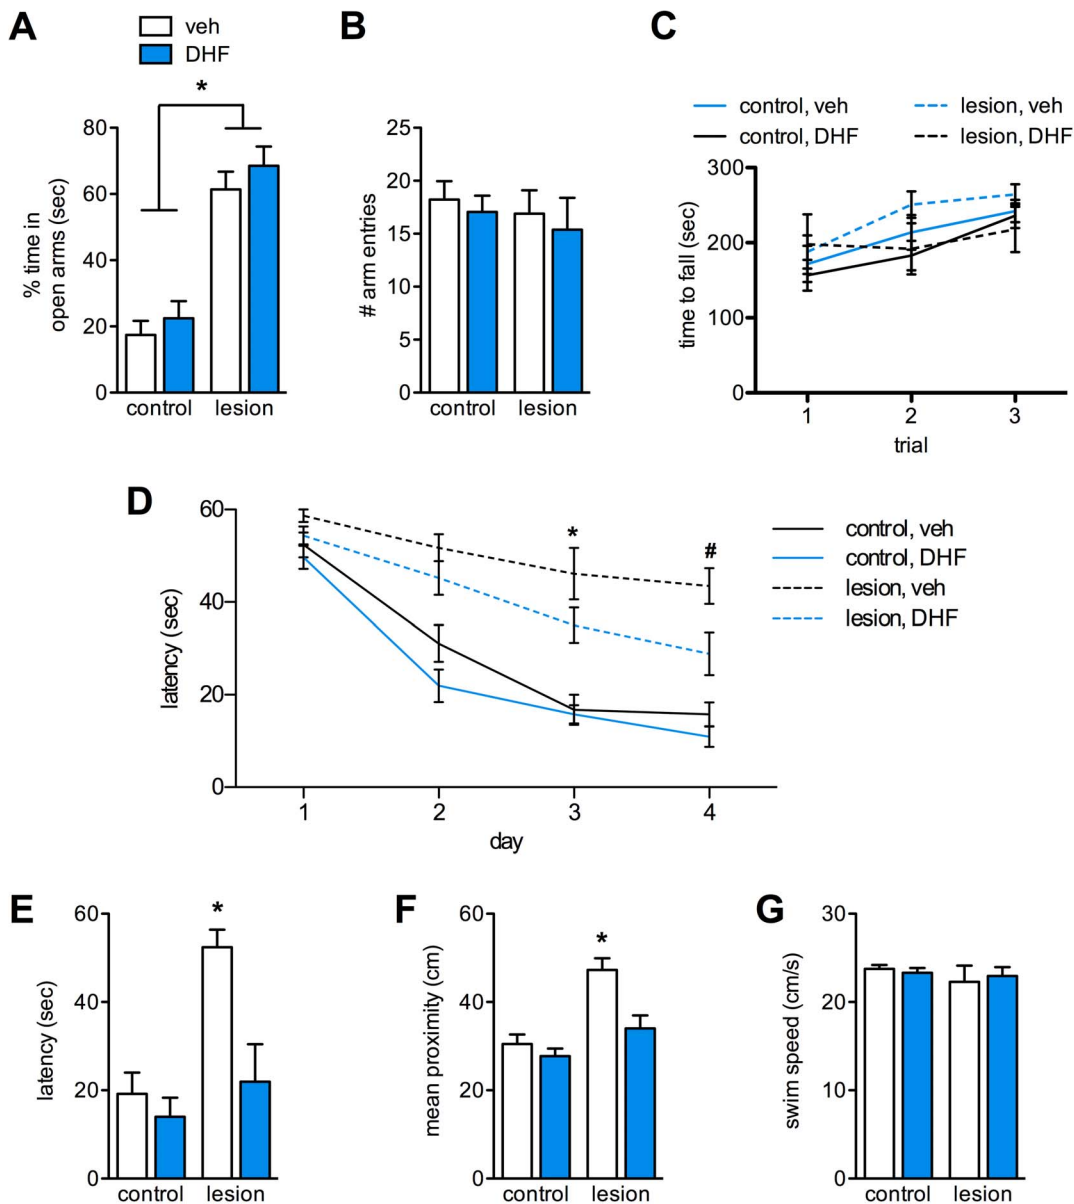 A
veh
DHF
*
% time in
open arms (sec)
80
60
40
20
0
control
lesion
B
# arm entries
25
20
15
10
5
0
control
lesion
C
control, veh
control, DHF
lesion, veh
lesion, DHF
time to fall (sec)
300
200
100
0
1
2
3
trial
D
latency (sec)
60
40
20
0
*
#
1
2
3
4
day
control, veh
control, DHF
lesion, veh
lesion, DHF
E
latency (sec)
60
40
20
0
*
control
lesion
F
mean proximity (cm)
60
40
20
0
*
control
lesion
G
swim speed (cm/s)
30
20
10
0
control
lesion